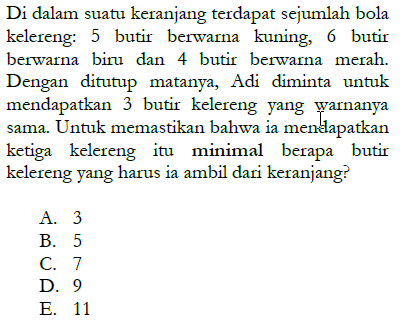 Di dalam suatu keranjang terdapat sejumlah bola
kelereng: 5 butir berwarna kuning, 6 butir
berwarna biru dan 4 butir berwarna merah.
Dengan ditutup matanya, Adi diminta untuk
mendapatkan 3 butir kelereng yang warnanya
sama. Untuk memastikan bahwa ia mendapatkan
ketiga kelereng itu minimal berapa butir
kelereng yang harus ia ambil dari keranjang?
A. 3
B. 5
C. 7
D. 9
E. 11